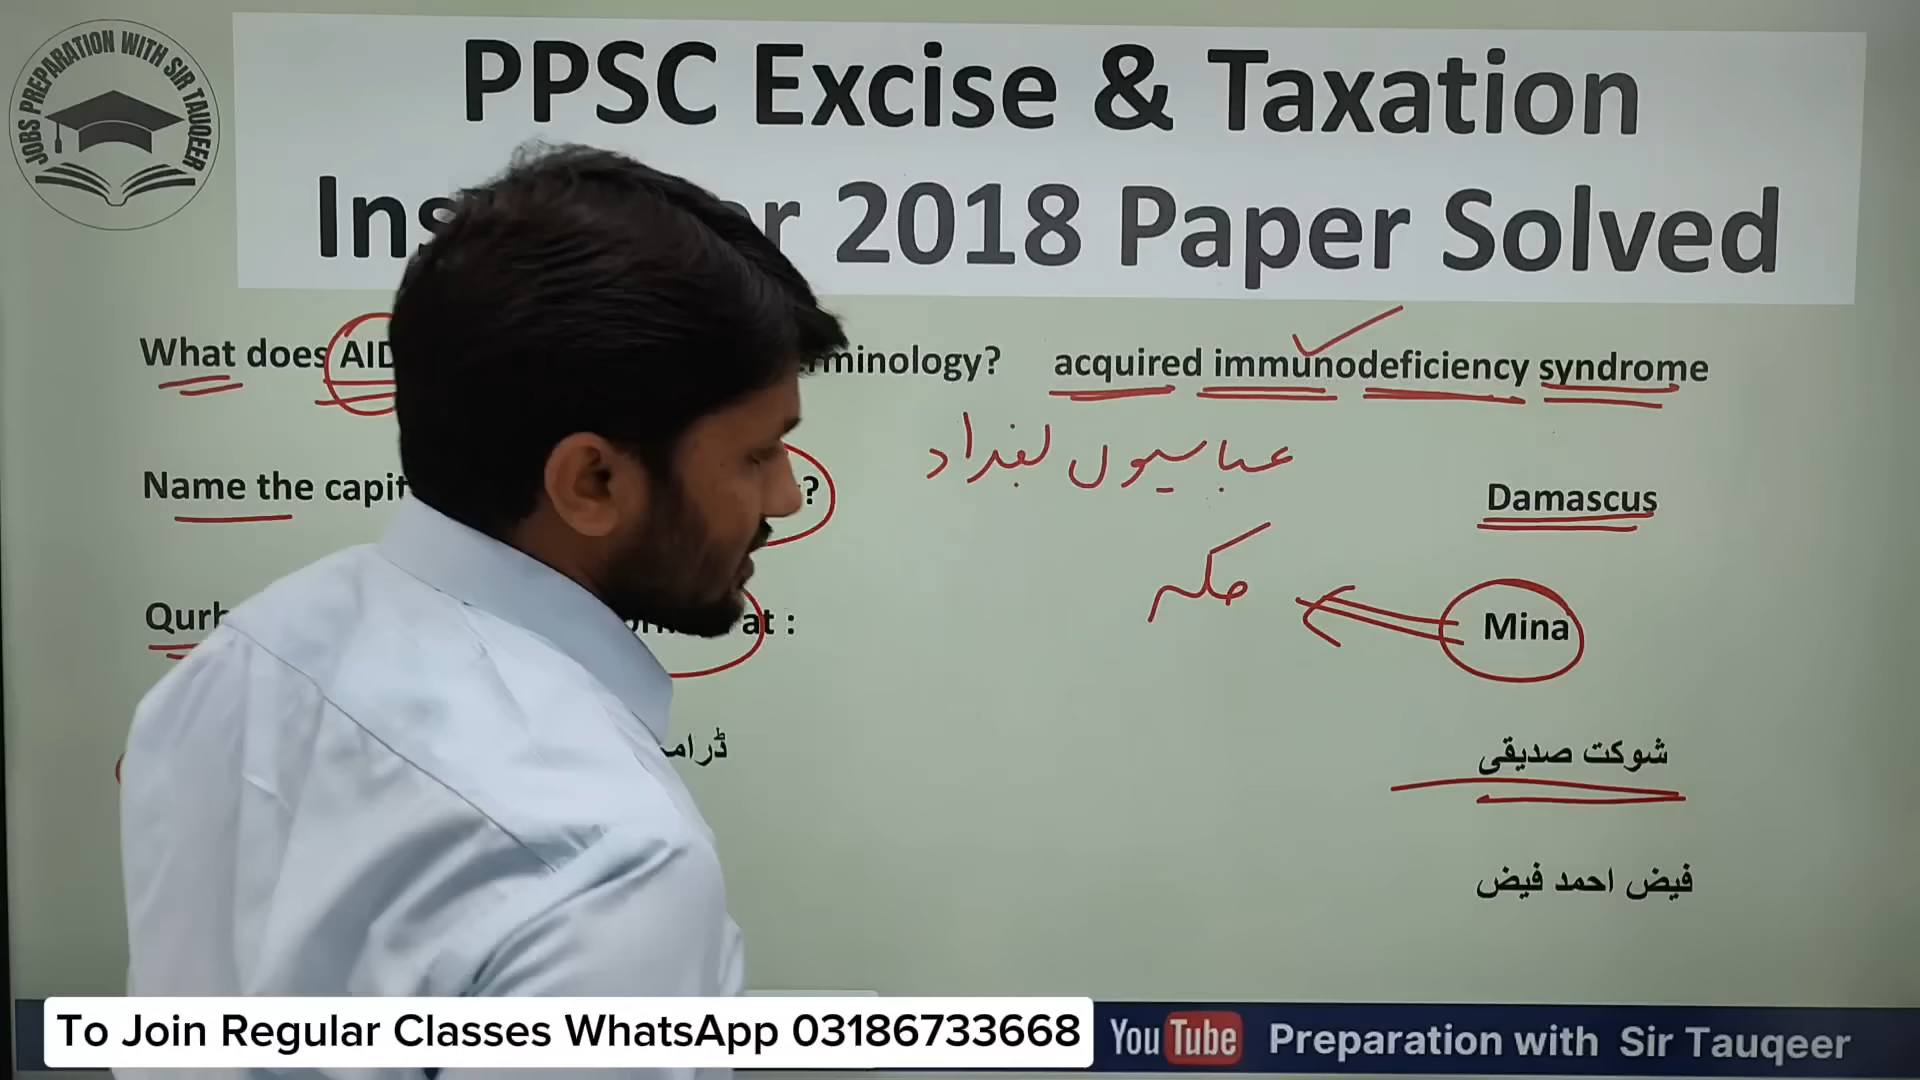 JOBS PREPARATION WITH SIR TAUQEER
PPSC Excise & Taxation
2018 Paper Solved
What does AID minology? acquired immunodeficiency syndrome
عباسیوں بغداد
Name the capit ? Damascus
مکہ
Qurb at : Mina
ڈرامہ شوکت صدیقی
فیض احمد فیض
To Join Regular Classes WhatsApp 03186733668
YouTube Preparation with Sir Tauqeer